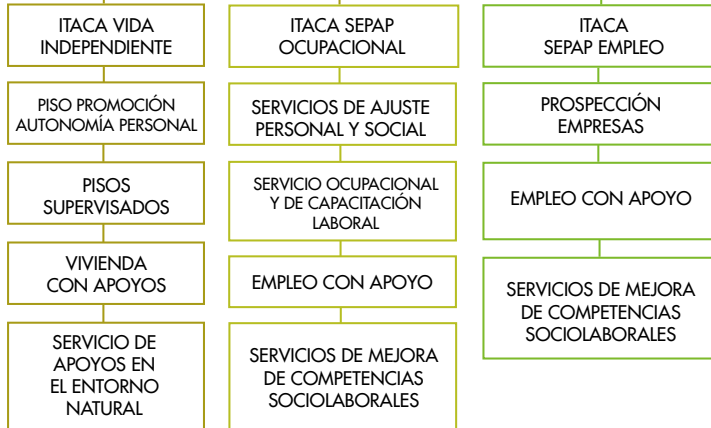 ITACA VIDA
INDEPENDIENTE
PISO PROMOCIÓN
AUTONOMÍA PERSONAL
PISOS
SUPERVISADOS
VIVIENDA
CON APOYOS
SERVICIO DE
APOYOS EN
EL ENTORNO
NATURAL
ITACA SEPAP
OCUPACIONAL
SERVICIOS DE AJUSTE
PERSONAL Y SOCIAL
SERVICIO OCUPACIONAL
Y DE CAPACITACIÓN
LABORAL
EMPLEO CON APOYO
SERVICIOS DE MEJORA
DE COMPETENCIAS
SOCIOLABORALES
ITACA
SEPAP EMPLEO
PROSPECCIÓN
EMPRESAS
EMPLEO CON APOYO
SERVICIOS DE MEJORA
DE COMPETENCIAS
SOCIOLABORALES